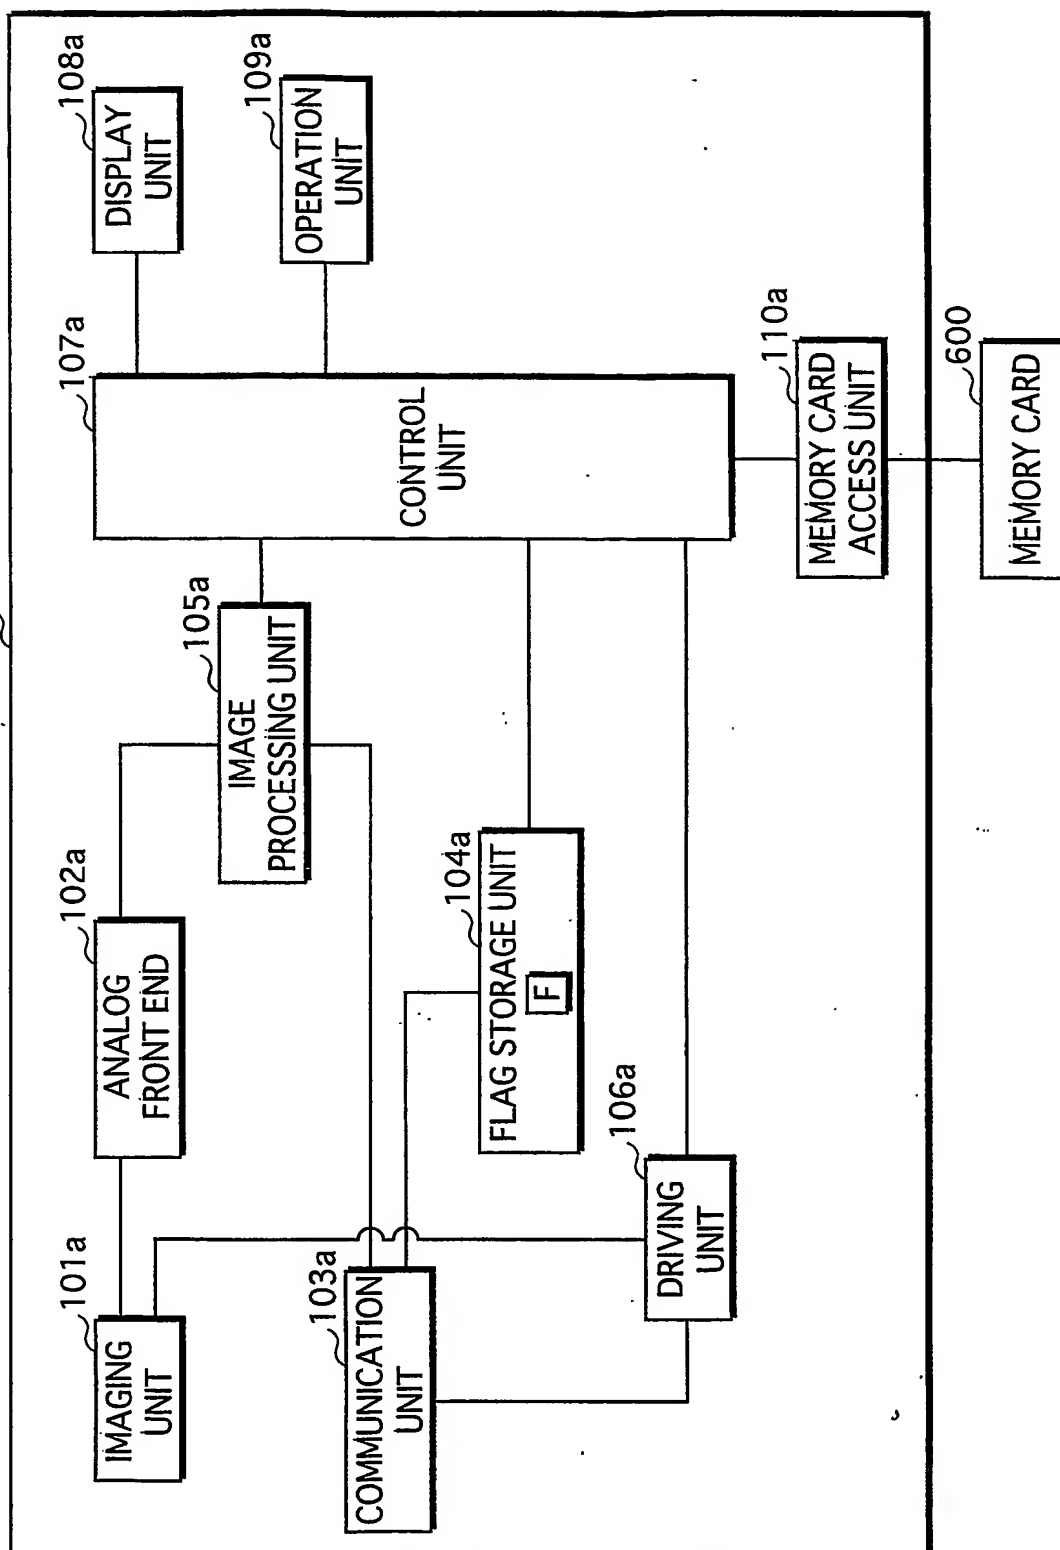 101a
IMAGING
UNIT
102a
ANALOG
FRONT END
105a
IMAGE
PROCESSING UNIT
107a
CONTROL
UNIT
108a
DISPLAY
UNIT
109a
OPERATION
UNIT
103a
COMMUNICATION
UNIT
104a
FLAG STORAGE UNIT
F
106a
DRIVING
UNIT
110a
MEMORY CARD
ACCESS UNIT
600
MEMORY CARD